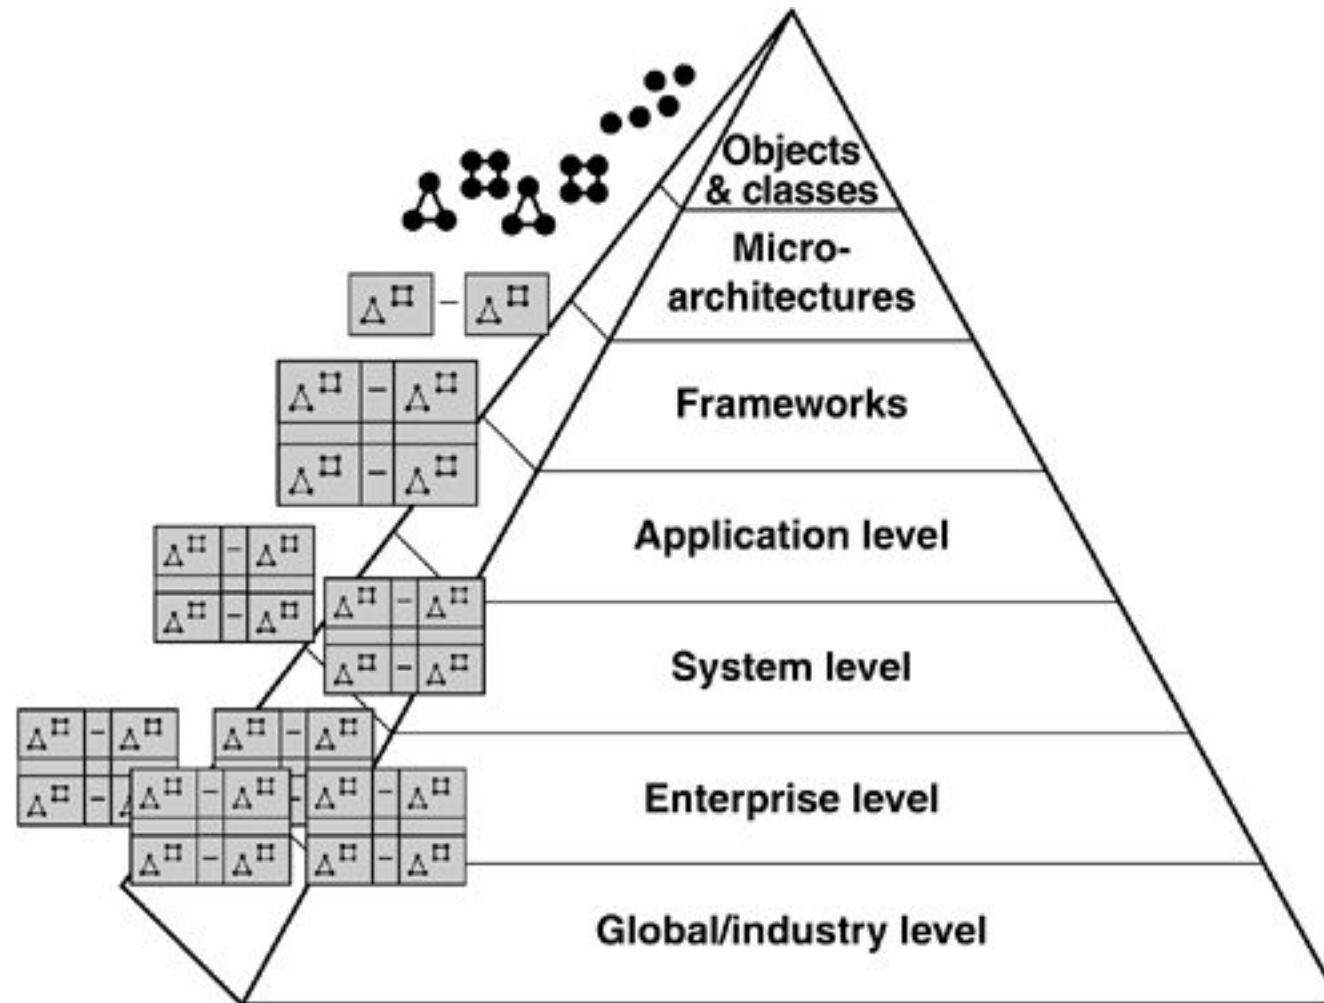 Objects
& classes
Micro-
architectures
Frameworks
Application level
System level
Enterprise level
Global/industry level